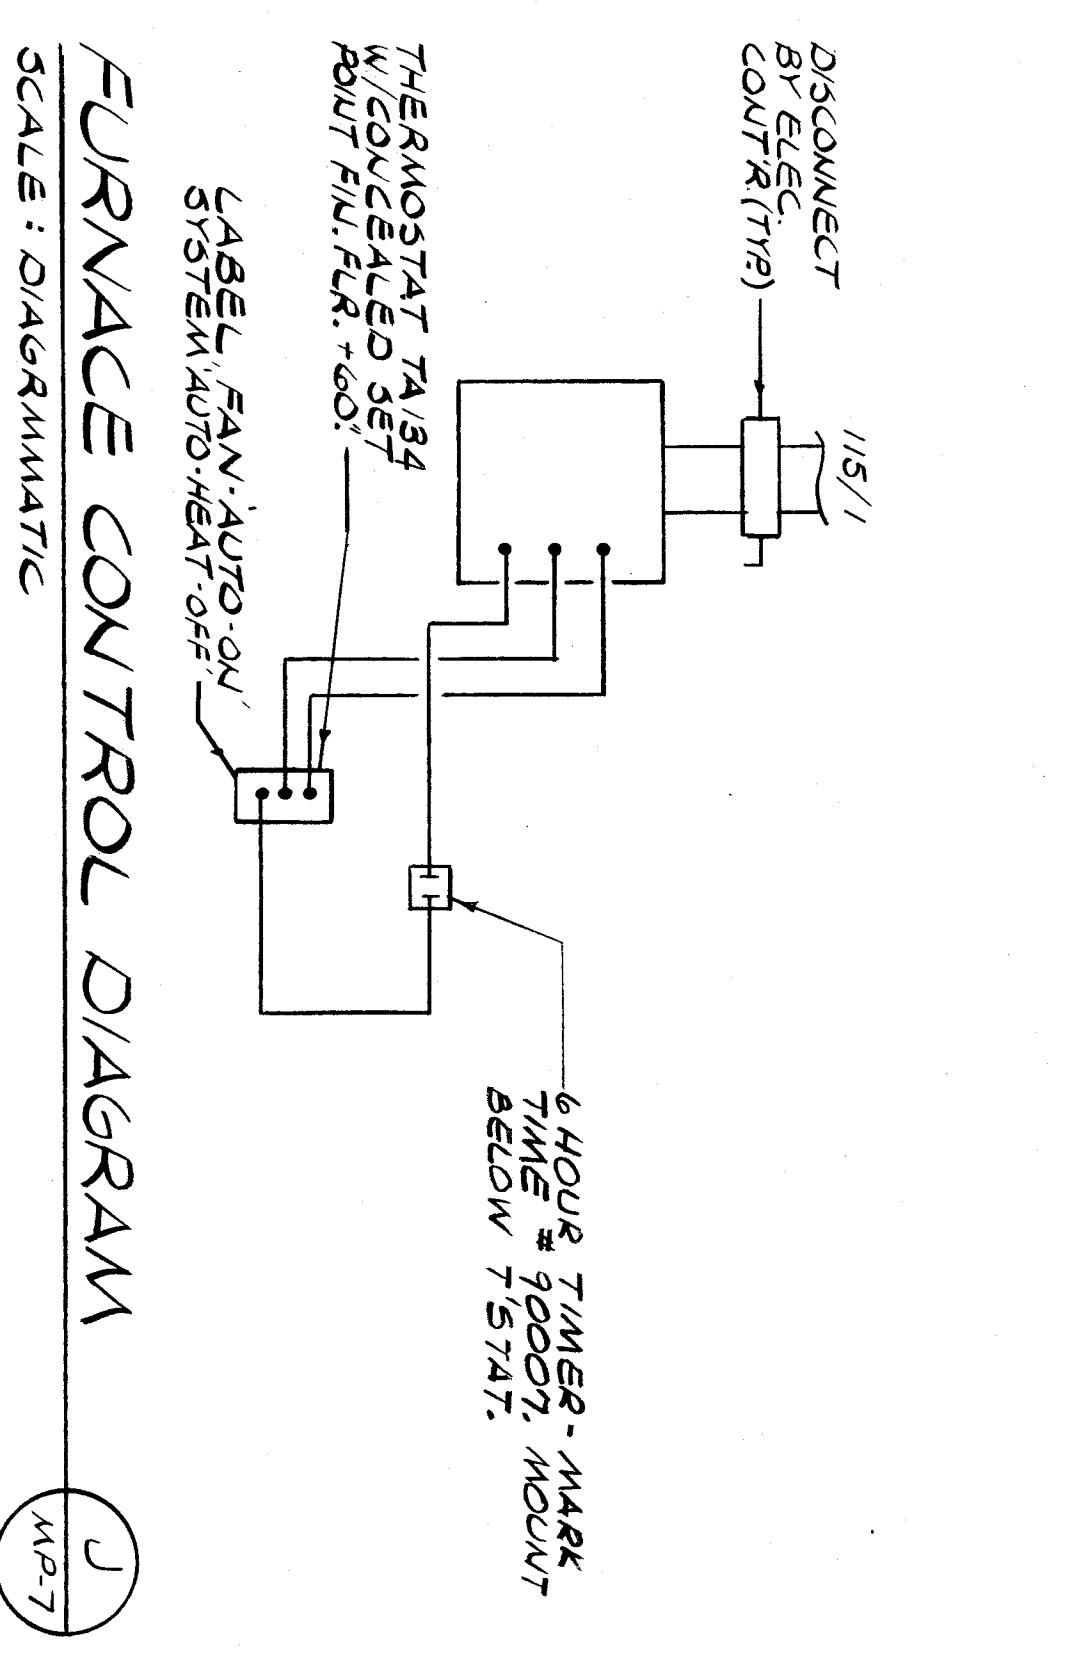 DISCONNECT
BY ELEC.
CONT'R.(TYP.)
115/1
THERMOSTAT TA134
W/CONCEALED SET
POINT FIN. FLR. +60".
LABEL FAN-'AUTO-ON'
SYSTEM 'AUTO-HEAT-OFF'
6 HOUR TIMER-MARK
TIME # 90007. MOUNT
BELOW T'STAT.
FURNACE CONTROL DIAGRAM
SCALE: DIAGRMMATIC
J
MP-7